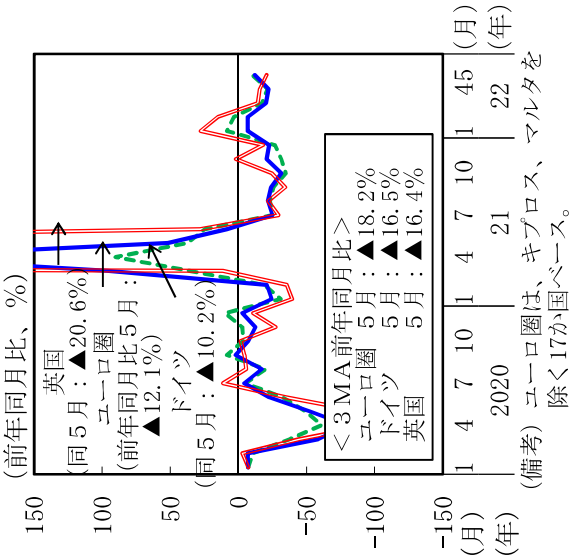 (前年同月比、%)
英国
(同5月：▲20.6%)
ユーロ圏
(前年同月比5月：
▲12.1%)
ドイツ
(同5月：▲10.2%)
150
100
50
0
-50
-100
-150
<3MA前年同月比>
ユーロ圏 5月：▲18.2%
ドイツ 5月：▲16.5%
英国 5月：▲16.4%
1 4 7 10 1 4 7 10 1 45 (月)
(月)
2020 21 22 (年)
(年)
(備考) ユーロ圏は、キプロス、マルタを
除く17か国ベース。